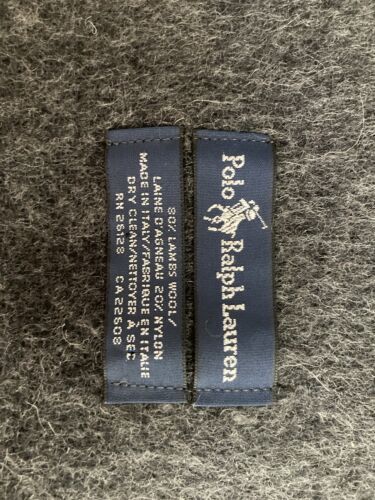 Polo Ralph Lauren
80% LAMBS WOOL/
LAINE D'AGNEAU 20% NYLON
MADE IN ITALY/FABRIQUE EN ITALIE
DRY CLEAN/NETTOYER À SEC
RN 26128 CA22608